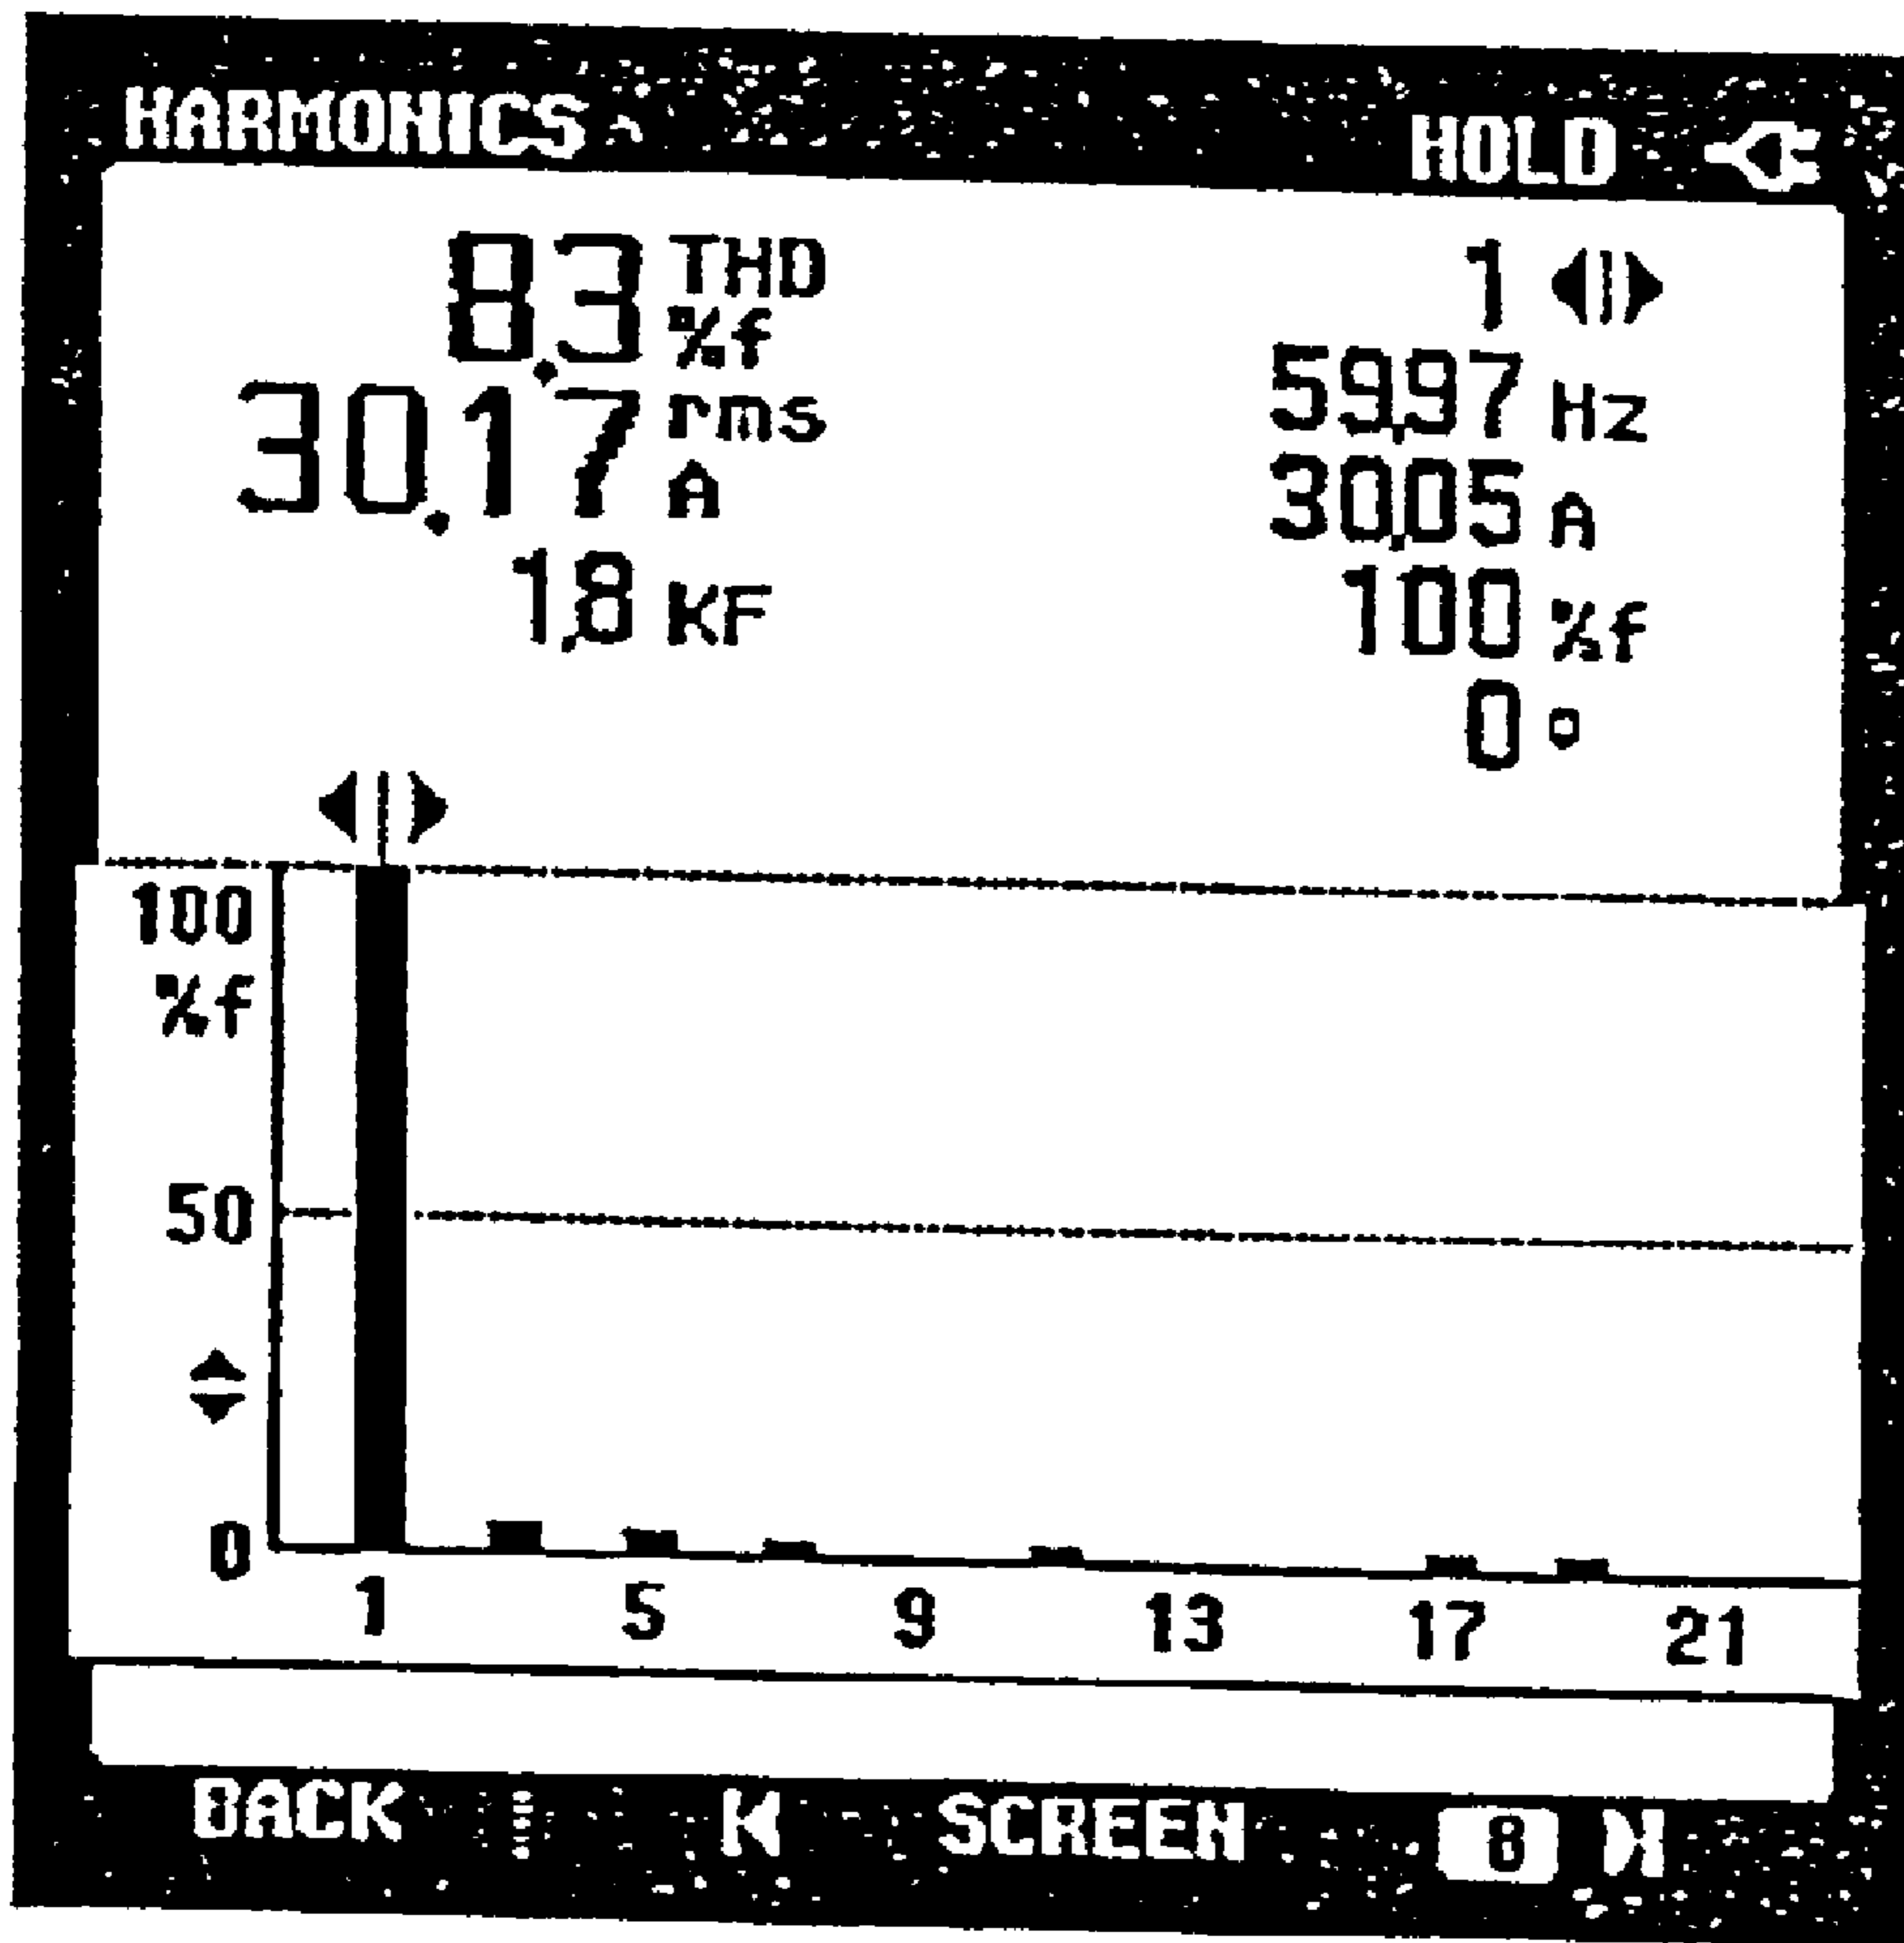 HARMONICS HOLD
8.3 THD %f
30.17 rms A
1.8 KF
1
59.97 Hz
30.05 A
100 %f
0 °
100
%f
50
0
1 5 9 13 17 21
BACK K SCREEN 8